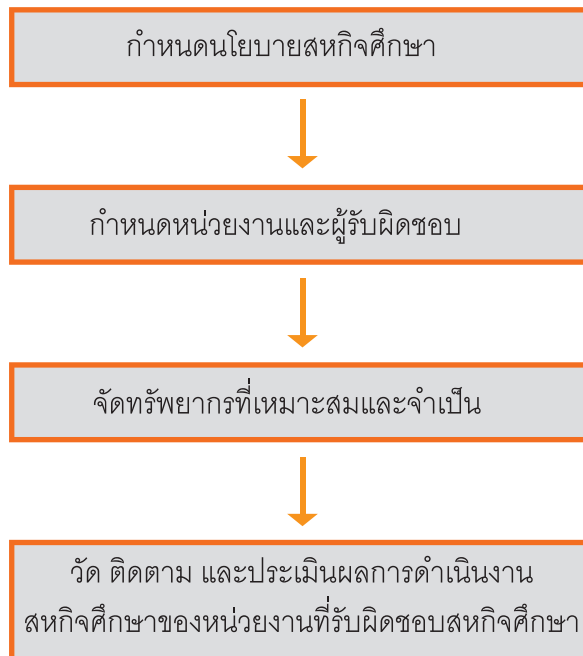 กำหนดนโยบายสหกิจศึกษา
กำหนดหน่วยงานและผู้รับผิดชอบ
จัดทรัพยากรที่เหมาะสมและจำเป็น
วัด ติดตาม และประเมินผลการดำเนินงาน
สหกิจศึกษาของหน่วยงานที่รับผิดชอบสหกิจศึกษา